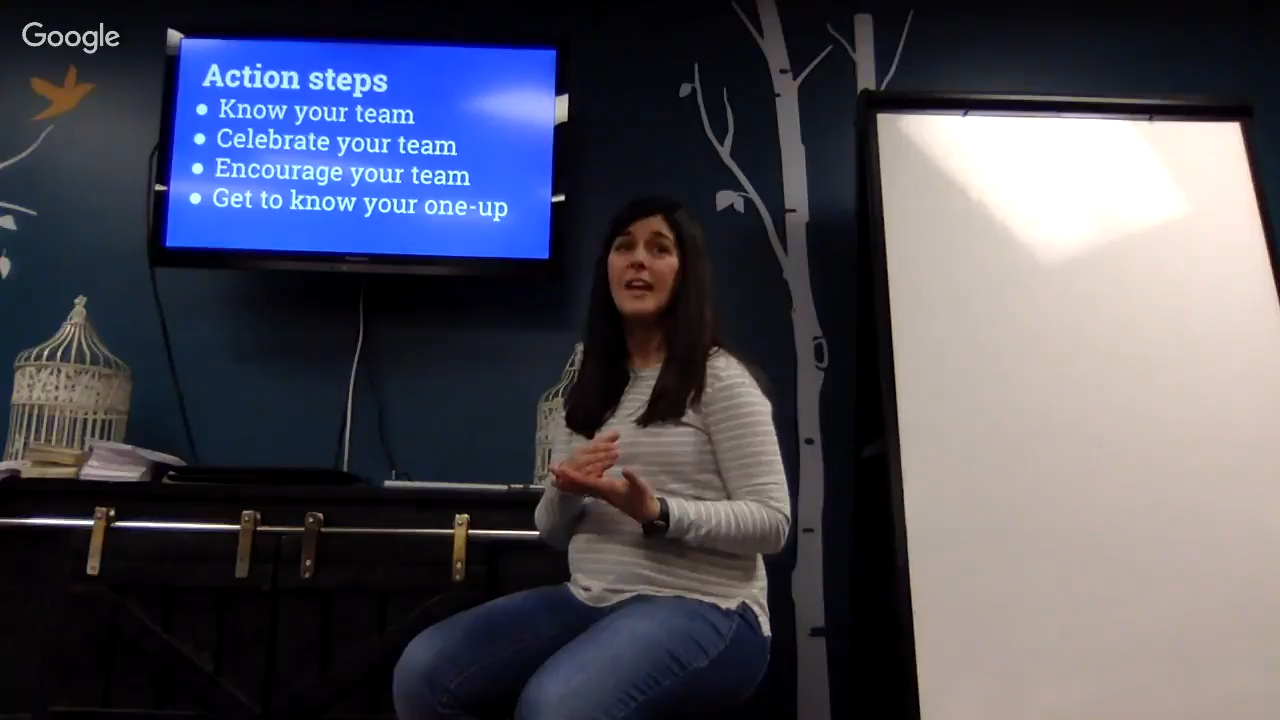 Google
Action steps
• Know your team
• Celebrate your team
• Encourage your team
• Get to know your one-up